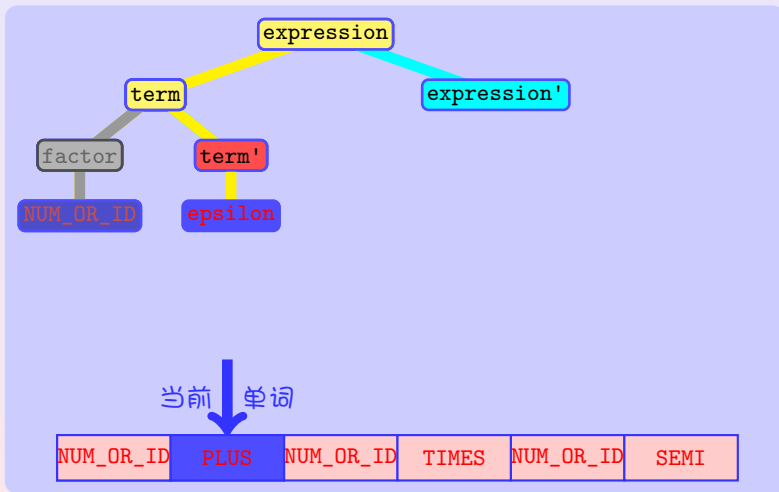 expression
term expression'
factor term'
NUM_OR_ID epsilon
当前 单词
NUM_OR_ID PLUS NUM_OR_ID TIMES NUM_OR_ID SEMI